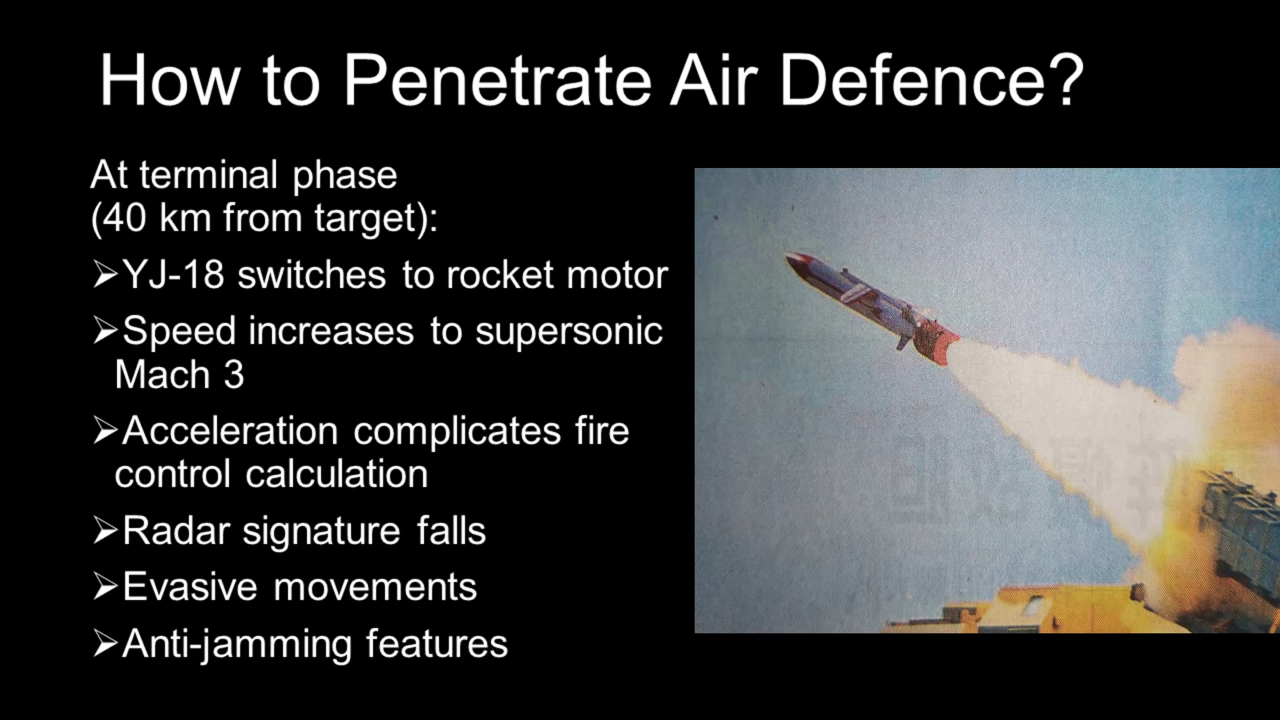 How to Penetrate Air Defence?
At terminal phase
(40 km from target):
➢YJ-18 switches to rocket motor
➢Speed increases to supersonic
Mach 3
➢Acceleration complicates fire
control calculation
➢Radar signature falls
➢Evasive movements
➢Anti-jamming features